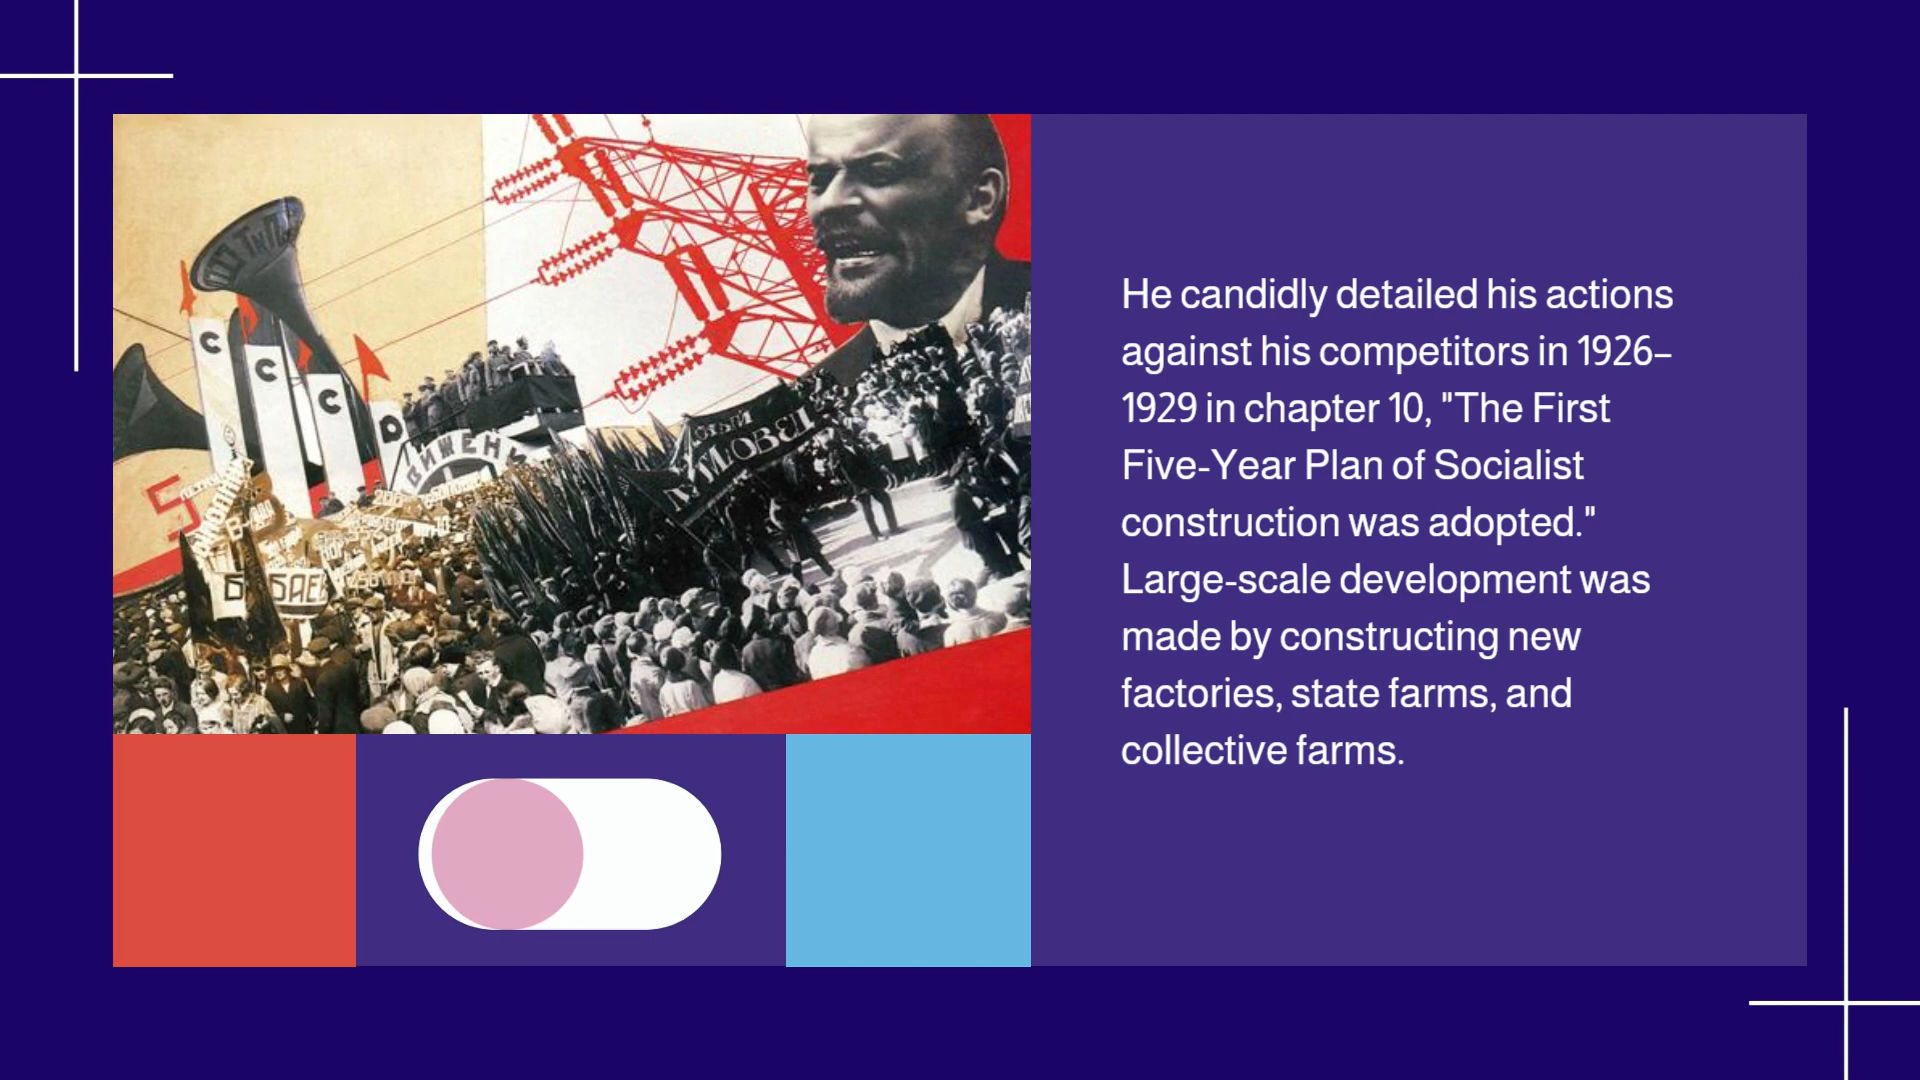 C
C
C
Р
ВИЖЕНИ
5
He candidly detailed his actions
against his competitors in 1926–
1929 in chapter 10, "The First
Five-Year Plan of Socialist
construction was adopted."
Large-scale development was
made by constructing new
factories, state farms, and
collective farms.